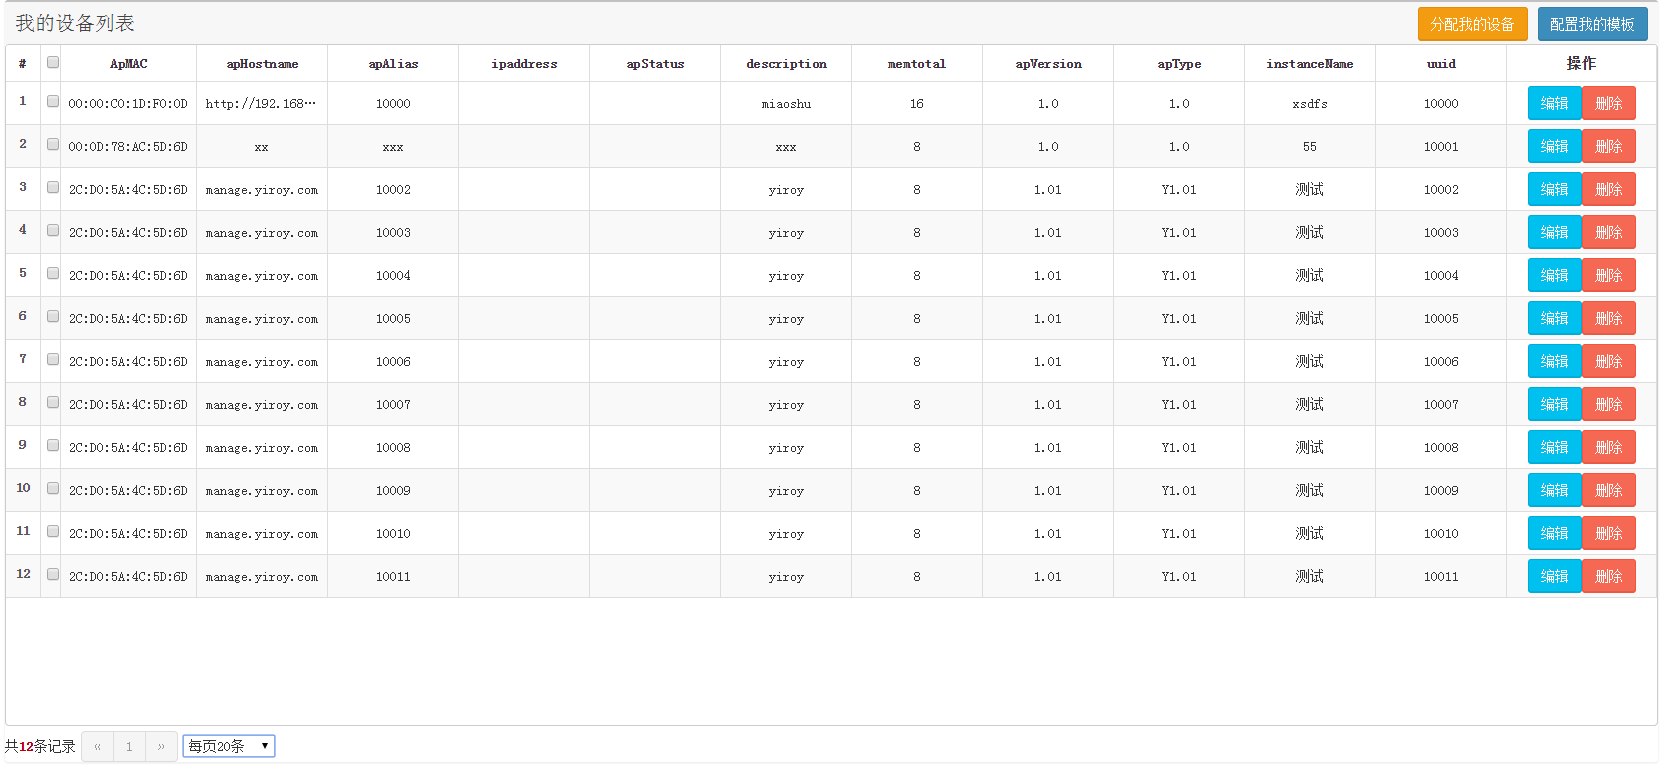 我的设备列表 分配我的设备 配置我的模板
# ApMAC apHostname apAlias ipaddress apStatus description memtotal apVersion apType instanceName uuid 操作
1 00:00:C0:1D:F0:0D http://192.168… 10000 miaoshu 16 1.0 1.0 xsdfs 10000 编辑 删除
2 00:0D:78:AC:5D:6D xx xxx xxx 8 1.0 1.0 55 10001 编辑 删除
3 2C:D0:5A:4C:5D:6D manage.yiroy.com 10002 yiroy 8 1.01 Y1.01 测试 10002 编辑 删除
4 2C:D0:5A:4C:5D:6D manage.yiroy.com 10003 yiroy 8 1.01 Y1.01 测试 10003 编辑 删除
5 2C:D0:5A:4C:5D:6D manage.yiroy.com 10004 yiroy 8 1.01 Y1.01 测试 10004 编辑 删除
6 2C:D0:5A:4C:5D:6D manage.yiroy.com 10005 yiroy 8 1.01 Y1.01 测试 10005 编辑 删除
7 2C:D0:5A:4C:5D:6D manage.yiroy.com 10006 yiroy 8 1.01 Y1.01 测试 10006 编辑 删除
8 2C:D0:5A:4C:5D:6D manage.yiroy.com 10007 yiroy 8 1.01 Y1.01 测试 10007 编辑 删除
9 2C:D0:5A:4C:5D:6D manage.yiroy.com 10008 yiroy 8 1.01 Y1.01 测试 10008 编辑 删除
10 2C:D0:5A:4C:5D:6D manage.yiroy.com 10009 yiroy 8 1.01 Y1.01 测试 10009 编辑 删除
11 2C:D0:5A:4C:5D:6D manage.yiroy.com 10010 yiroy 8 1.01 Y1.01 测试 10010 编辑 删除
12 2C:D0:5A:4C:5D:6D manage.yiroy.com 10011 yiroy 8 1.01 Y1.01 测试 10011 编辑 删除
共12条记录 « 1 » 每页20条